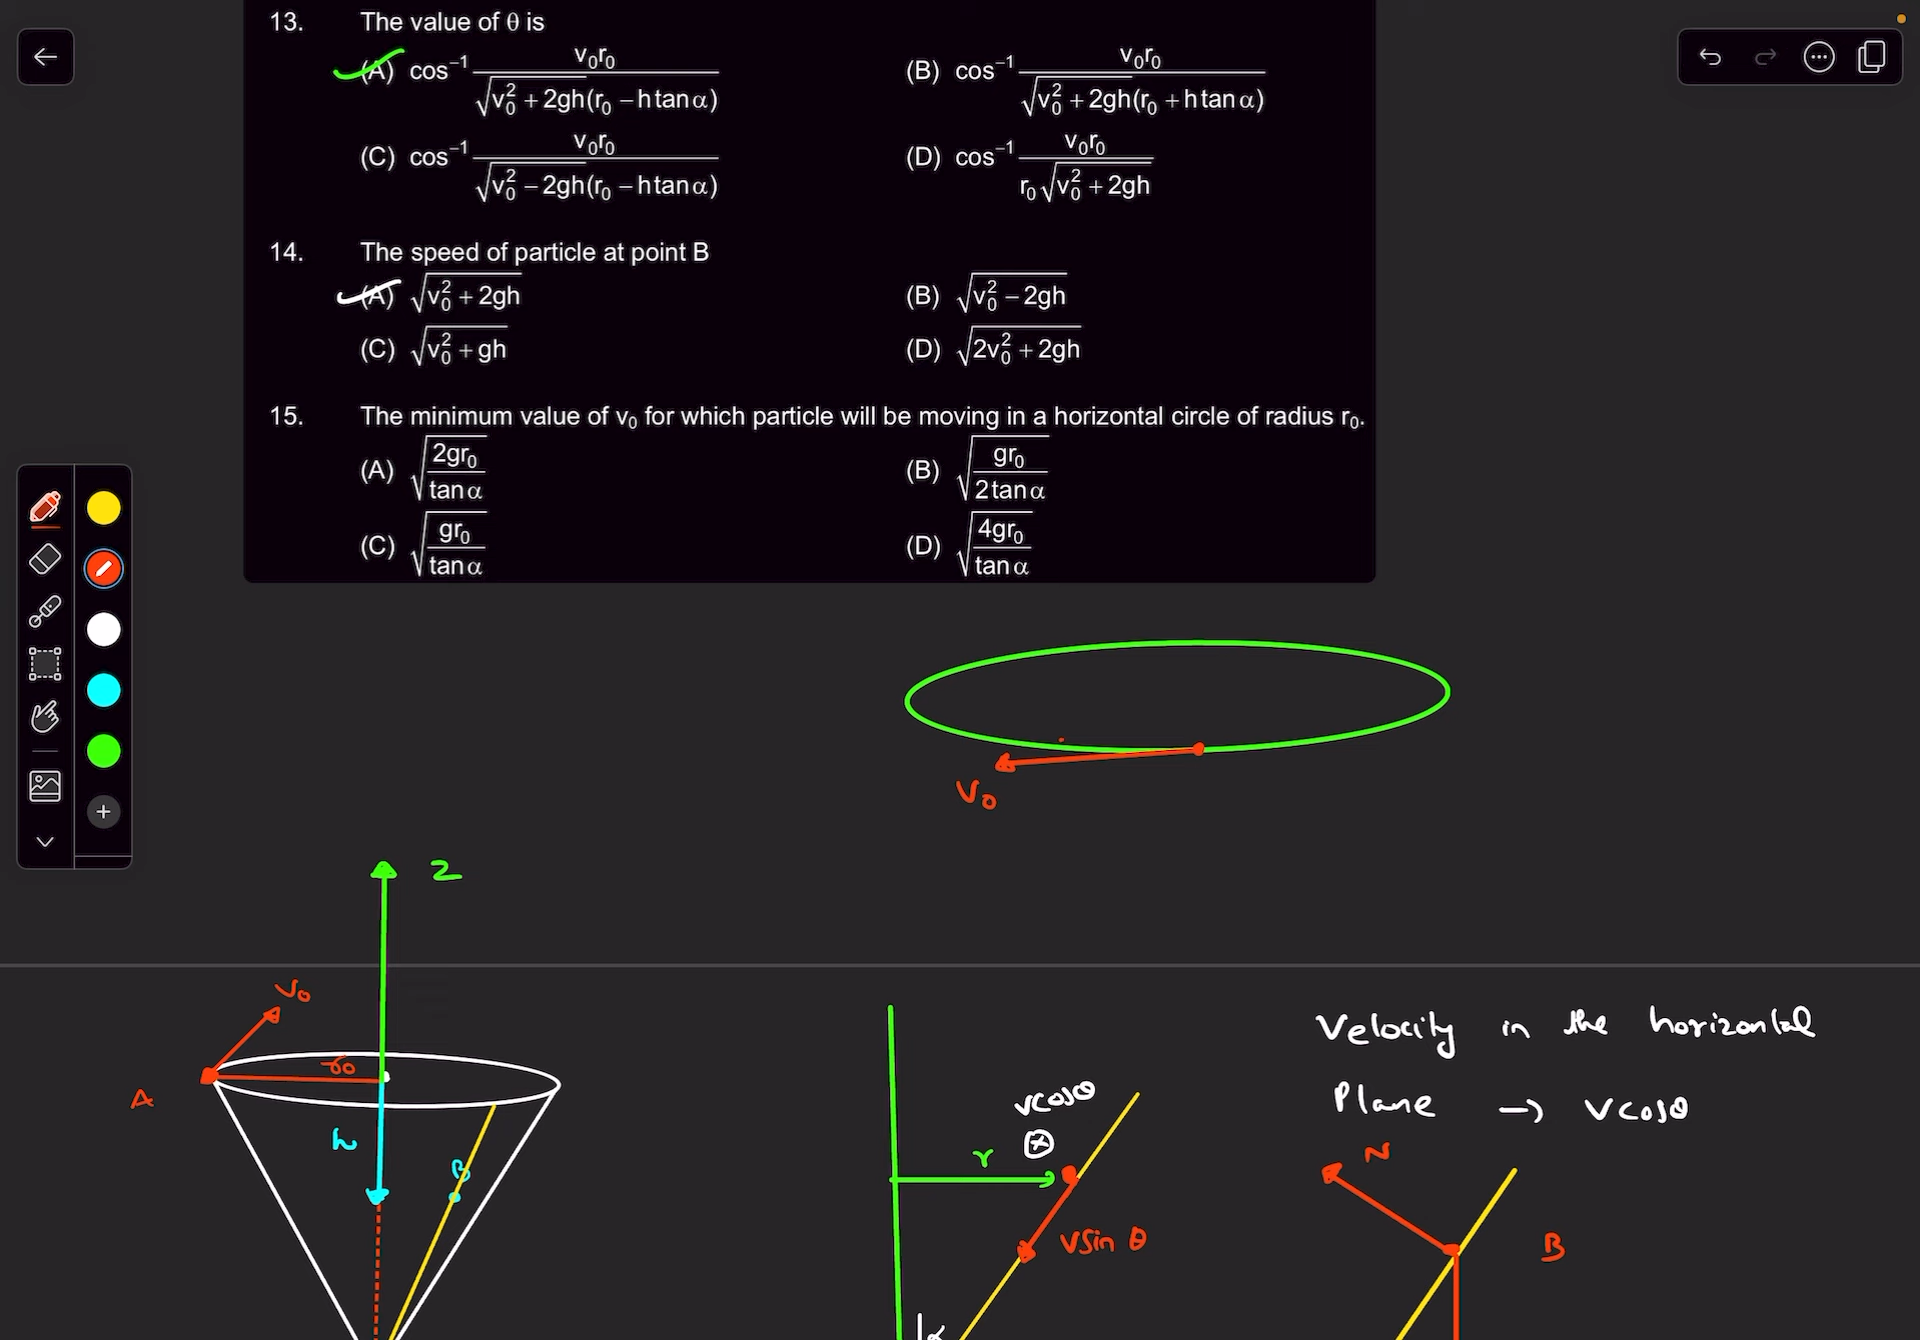 13. The value of θ is
(A) cos⁻¹ v₀r₀ / √(v₀² + 2gh)(r₀ – h tan α) (B) cos⁻¹ v₀r₀ / √(v₀² + 2gh)(r₀ + h tan α)
(C) cos⁻¹ v₀r₀ / √(v₀² – 2gh)(r₀ – h tan α) (D) cos⁻¹ v₀r₀ / r₀√(v₀² + 2gh)
14. The speed of particle at point B
(A) √(v₀² + 2gh) (B) √(v₀² – 2gh)
(C) √(v₀² + gh) (D) √(2v₀² + 2gh)
15. The minimum value of v₀ for which particle will be moving in a horizontal circle of radius r₀.
(A) √(2gr₀ / tan α) (B) √(gr₀ / 2 tan α)
(C) √(gr₀ / tan α) (D) √(4gr₀ / tan α)
V₀
Z
V₀
r₀
A
h
B
vcosθ
r
vsin θ
α
Velocity in the horizontal
Plane → vcosθ
N
B